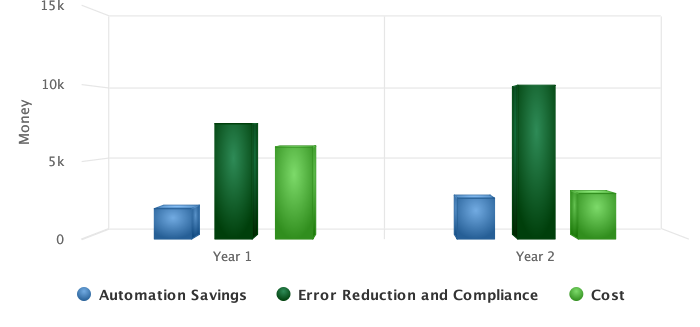 15k
10k
5k
0
Money
Year 1
Year 2
Automation Savings
Error Reduction and Compliance
Cost